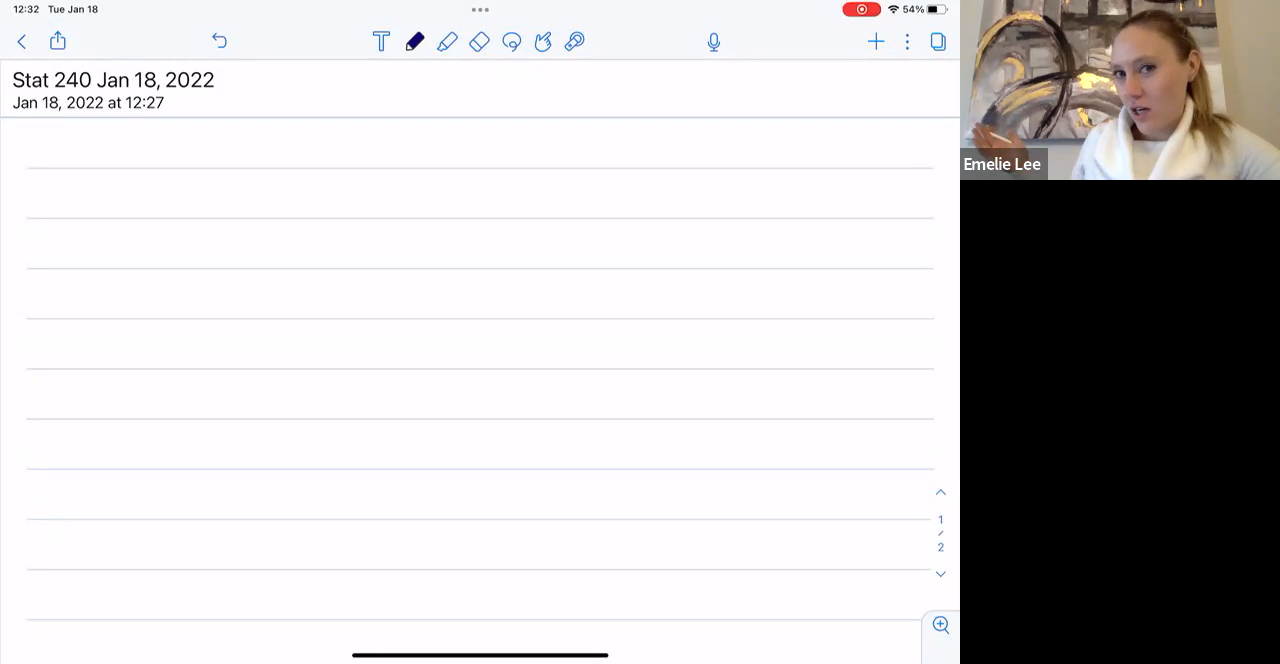 12:32 Tue Jan 18
54%
T
Stat 240 Jan 18, 2022
Jan 18, 2022 at 12:27
Emelie Lee
1
/
2